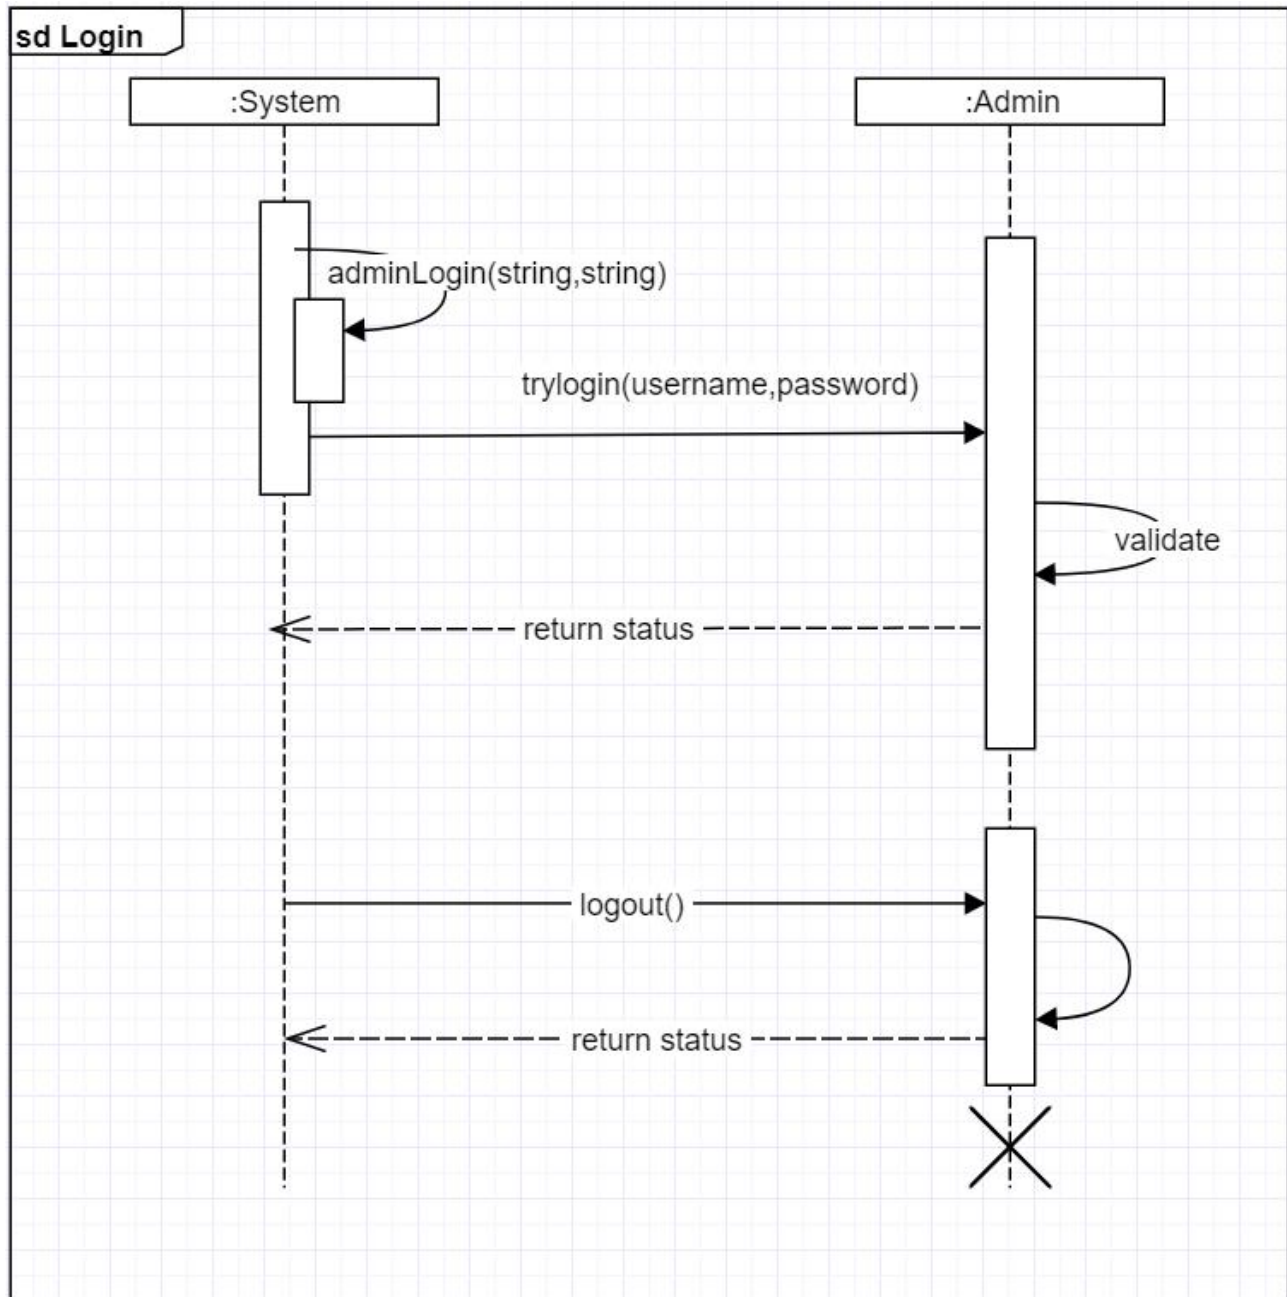 sd Login
:System
:Admin
adminLogin(string,string)
trylogin(username,password)
validate
return status
logout()
return status